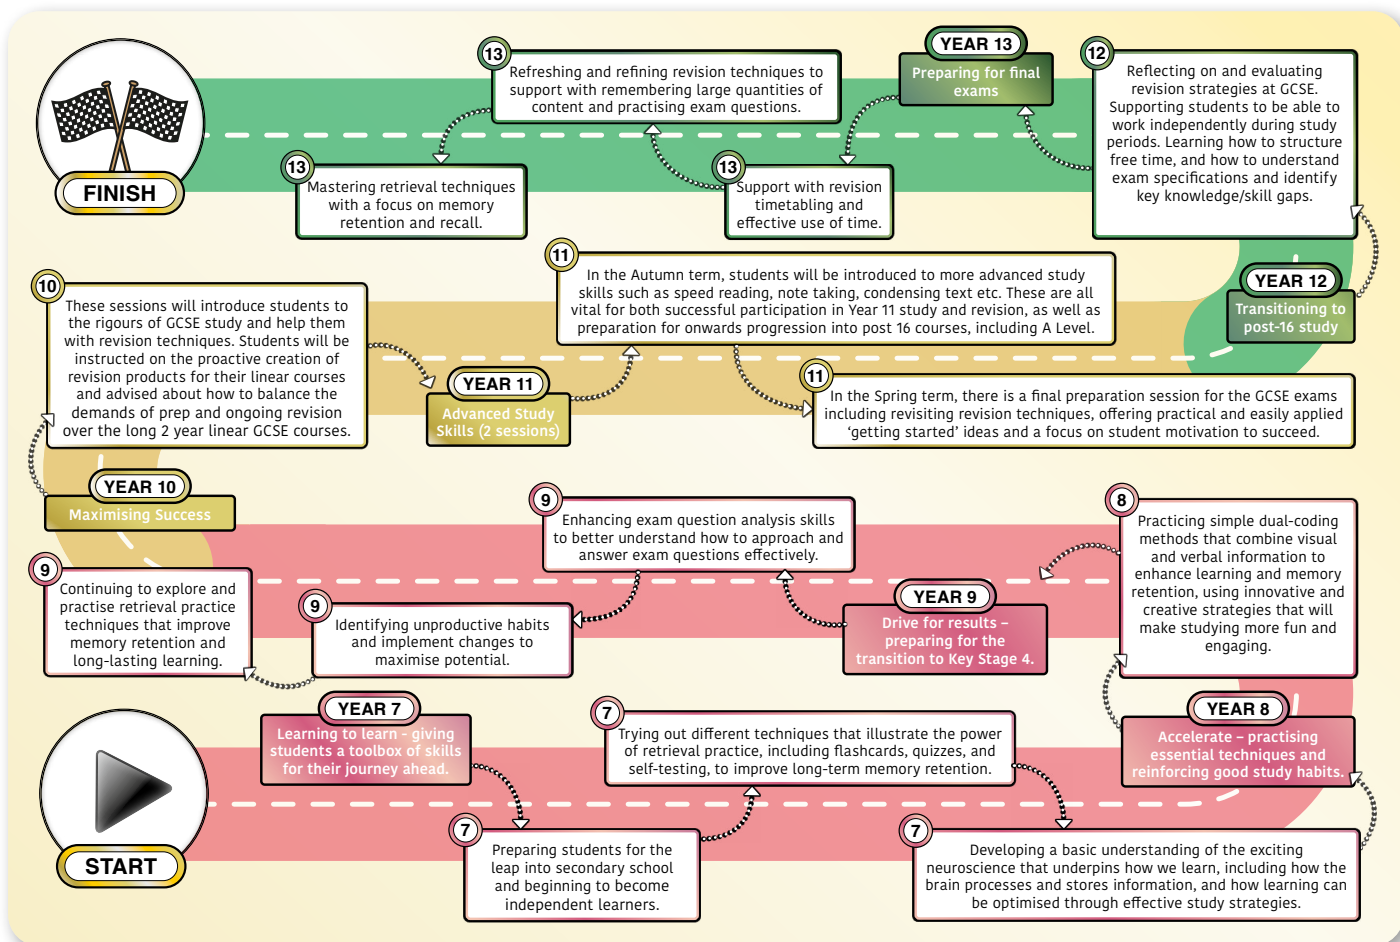 START
YEAR 7
Learning to learn - giving
students a toolbox of skills
for their journey ahead.
7
Preparing students for the
leap into secondary school
and beginning to become
independent learners.
7
Trying out different techniques that illustrate the power
of retrieval practice, including flashcards, quizzes, and
self-testing, to improve long-term memory retention.
7
Developing a basic understanding of the exciting
neuroscience that underpins how we learn, including how the
brain processes and stores information, and how learning can
be optimised through effective study strategies.
YEAR 8
Accelerate – practising
essential techniques and
reinforcing good study habits.
8
Practicing simple dual-coding
methods that combine visual
and verbal information to
enhance learning and memory
retention, using innovative and
creative strategies that will
make studying more fun and
engaging.
YEAR 9
Drive for results –
preparing for the
transition to Key Stage 4.
9
Enhancing exam question analysis skills
to better understand how to approach and
answer exam questions effectively.
9
Identifying unproductive habits
and implement changes to
maximise potential.
9
Continuing to explore and
practise retrieval practice
techniques that improve
memory retention and
long-lasting learning.
YEAR 10
Maximising Success
10
These sessions will introduce students to
the rigours of GCSE study and help them
with revision techniques. Students will be
instructed on the proactive creation of
revision products for their linear courses
and advised about how to balance the
demands of prep and ongoing revision
over the long 2 year linear GCSE courses.
YEAR 11
Advanced Study
Skills (2 sessions)
11
In the Autumn term, students will be introduced to more advanced study
skills such as speed reading, note taking, condensing text etc. These are all
vital for both successful participation in Year 11 study and revision, as well as
preparation for onwards progression into post 16 courses, including A Level.
11
In the Spring term, there is a final preparation session for the GCSE exams
including revisiting revision techniques, offering practical and easily applied
‘getting started’ ideas and a focus on student motivation to succeed.
YEAR 12
Transitioning to
post-16 study
12
Reflecting on and evaluating
revision strategies at GCSE.
Supporting students to be able to
work independently during study
periods. Learning how to structure
free time, and how to understand
exam specifications and identify
key knowledge/skill gaps.
YEAR 13
Preparing for final
exams
13
Support with revision
timetabling and
effective use of time.
13
Refreshing and refining revision techniques to
support with remembering large quantities of
content and practising exam questions.
13
Mastering retrieval techniques
with a focus on memory
retention and recall.
FINISH